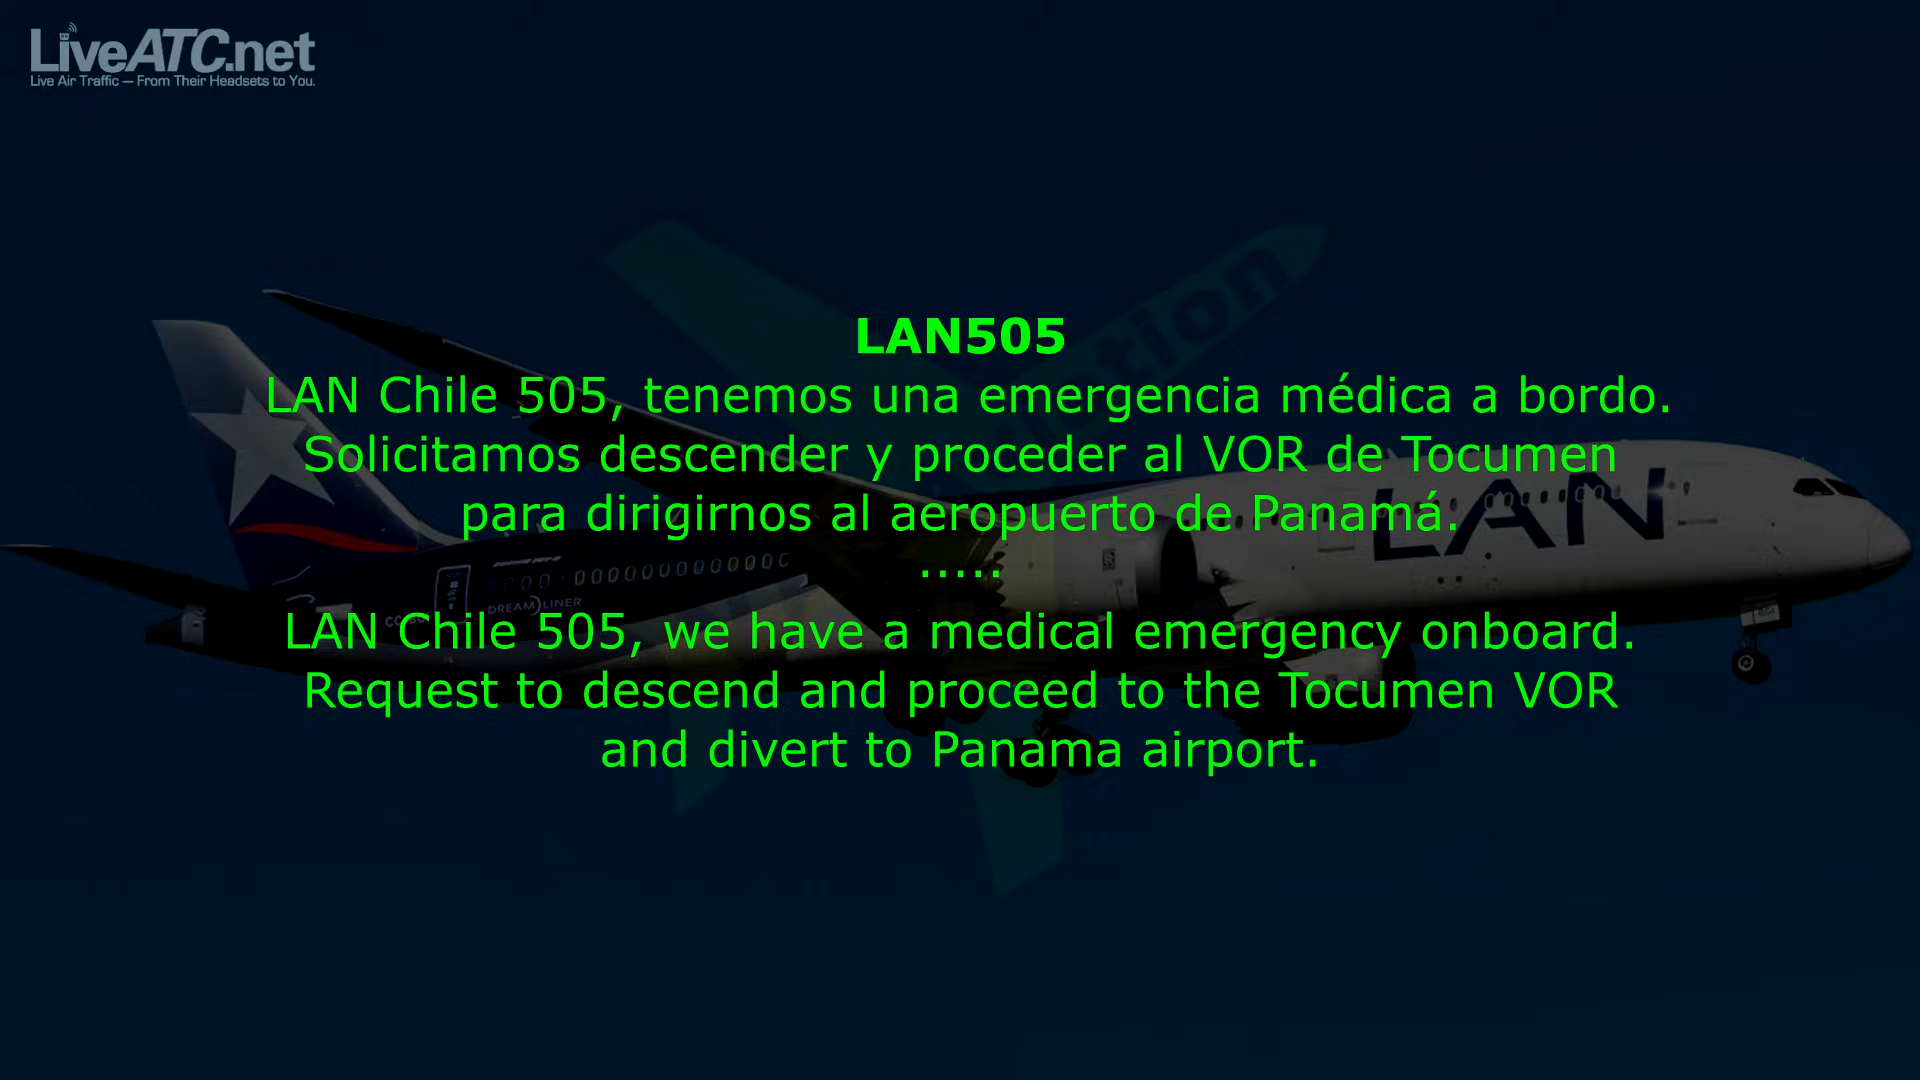 LiveATC.net
Live Air Traffic — From Their Headsets to You.
LAN505
LAN Chile 505, tenemos una emergencia médica a bordo.
Solicitamos descender y proceder al VOR de Tocumen
para dirigirnos al aeropuerto de Panamá.
.....
LAN Chile 505, we have a medical emergency onboard.
Request to descend and proceed to the Tocumen VOR
and divert to Panama airport.
LAN
DREAMLINER